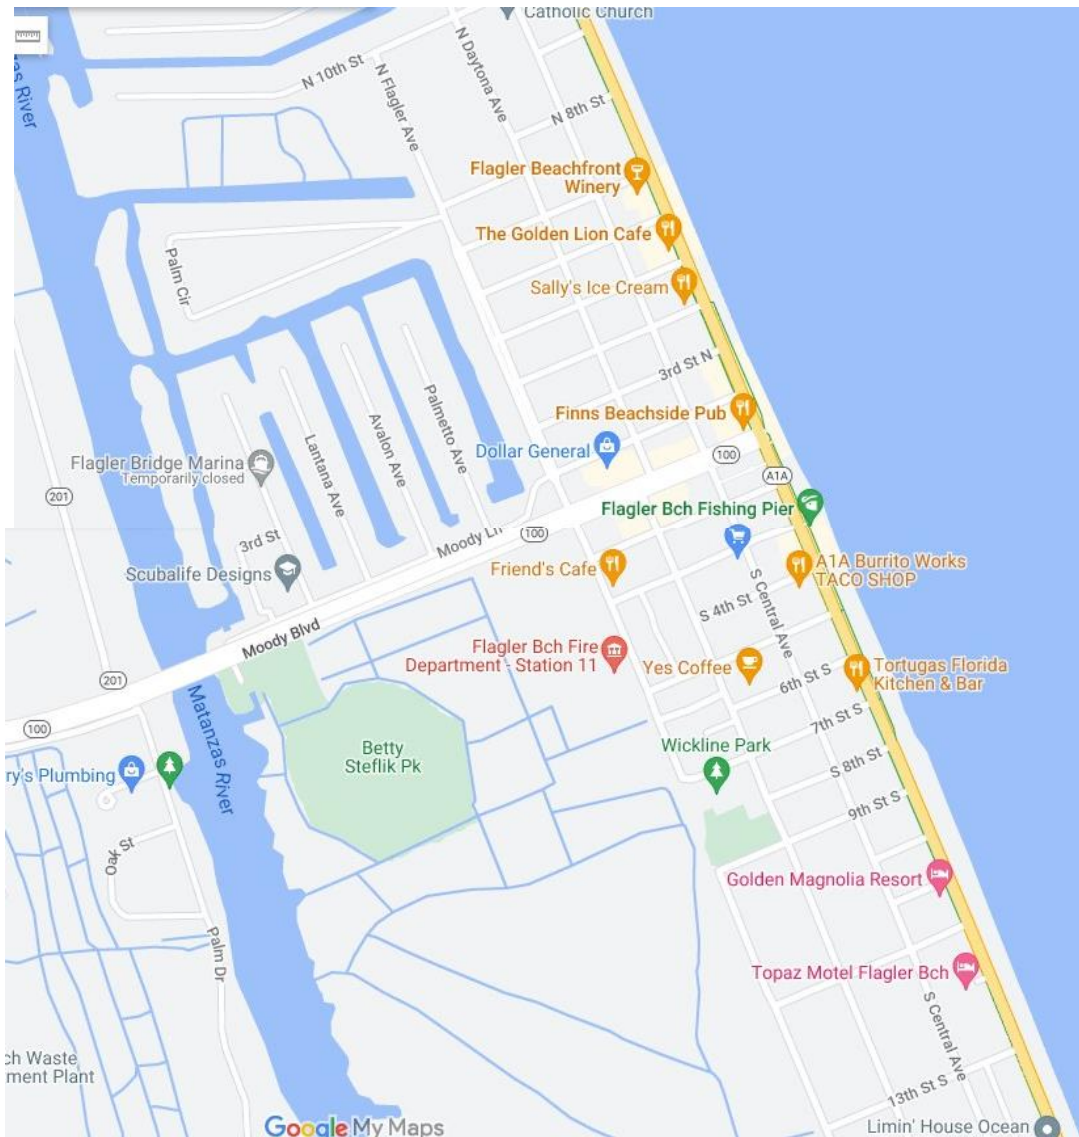 Catholic Church
N Daytona Ave
N 10th St
N Flagler Ave
N 8th St
zas River
Flagler Beachfront
Winery
The Golden Lion Cafe
Palm Cir
Sally's Ice Cream
3rd St N
Finns Beachside Pub
Palmetto Ave
Avalon Ave
Lantana Ave
Dollar General
100
Flagler Bridge Marina
Temporarily closed
A1A
201
Flagler Bch Fishing Pier
Moody Ln
100
3rd St
Scubalife Designs
Friend's Cafe
A1A Burrito Works
TACO SHOP
S 4th St
S Central Ave
Moody Blvd
Flagler Bch Fire
Department - Station 11
Yes Coffee
Tortugas Florida
Kitchen & Bar
6th St S
201
7th St S
100
Matanzas River
Betty
Steflik Pk
Wickline Park
S 8th St
ry's Plumbing
9th St S
Oak St
Golden Magnolia Resort
Palm Dr
Topaz Motel Flagler Bch
S Central Ave
ch Waste
ment Plant
13th St S
Google My Maps
Limin' House Ocean